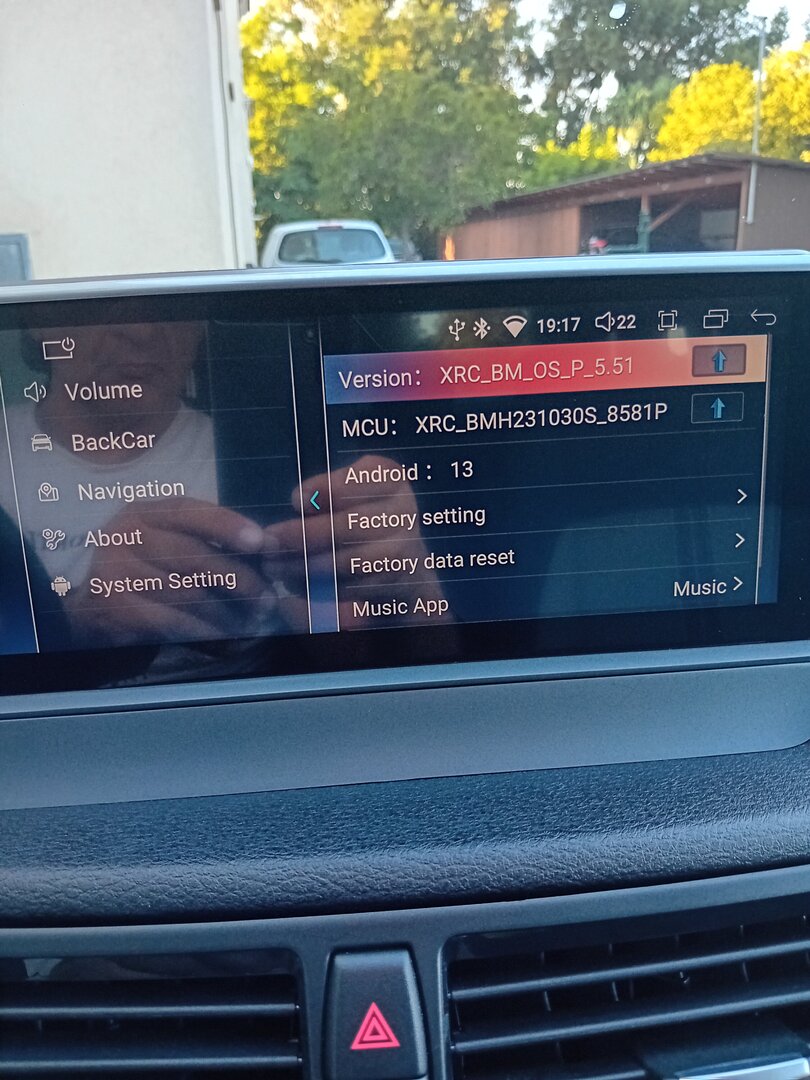 19:17 22
Volume
BackCar
Navigation
About
System Setting
Version: XRC_BM_OS_P_5.51
MCU: XRC_BMH231030S_8581P
Android : 13
Factory setting
Factory data reset
Music App Music